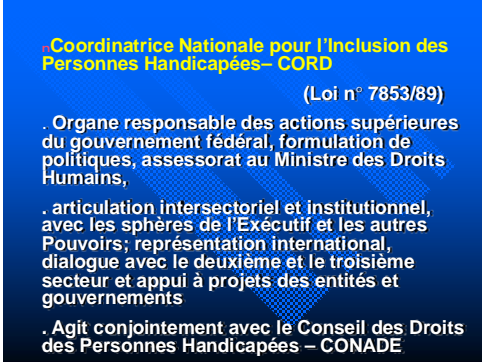 nCoordinatrice Nationale pour l'Inclusion des
Personnes Handicapées– CORD
(Loi n° 7853/89)
. Organe responsable des actions supérieures
du gouvernement fédéral, formulation de
politiques, assessorat au Ministre des Droits
Humains,
. articulation intersectoriel et institutionnel,
avec les sphères de l'Exécutif et les autres
Pouvoirs; représentation international,
dialogue avec le deuxième et le troisième
secteur et appui à projets des entités et
gouvernements
. Agit conjointement avec le Conseil des Droits
des Personnes Handicapées – CONADE